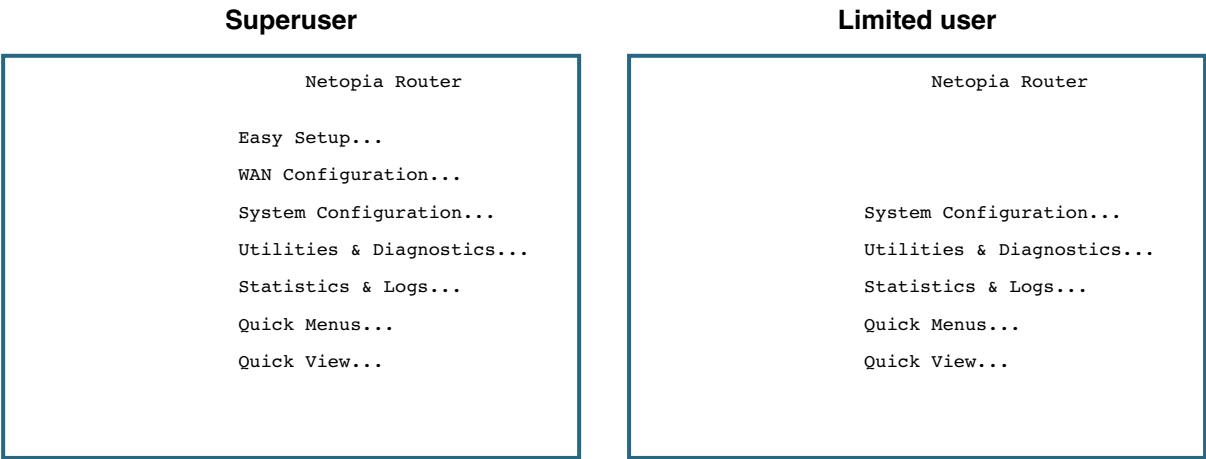 Superuser
Netopia Router
Easy Setup...
WAN Configuration...
System Configuration...
Utilities & Diagnostics...
Statistics & Logs...
Quick Menus...
Quick View...
Limited user
Netopia Router
System Configuration...
Utilities & Diagnostics...
Statistics & Logs...
Quick Menus...
Quick View...